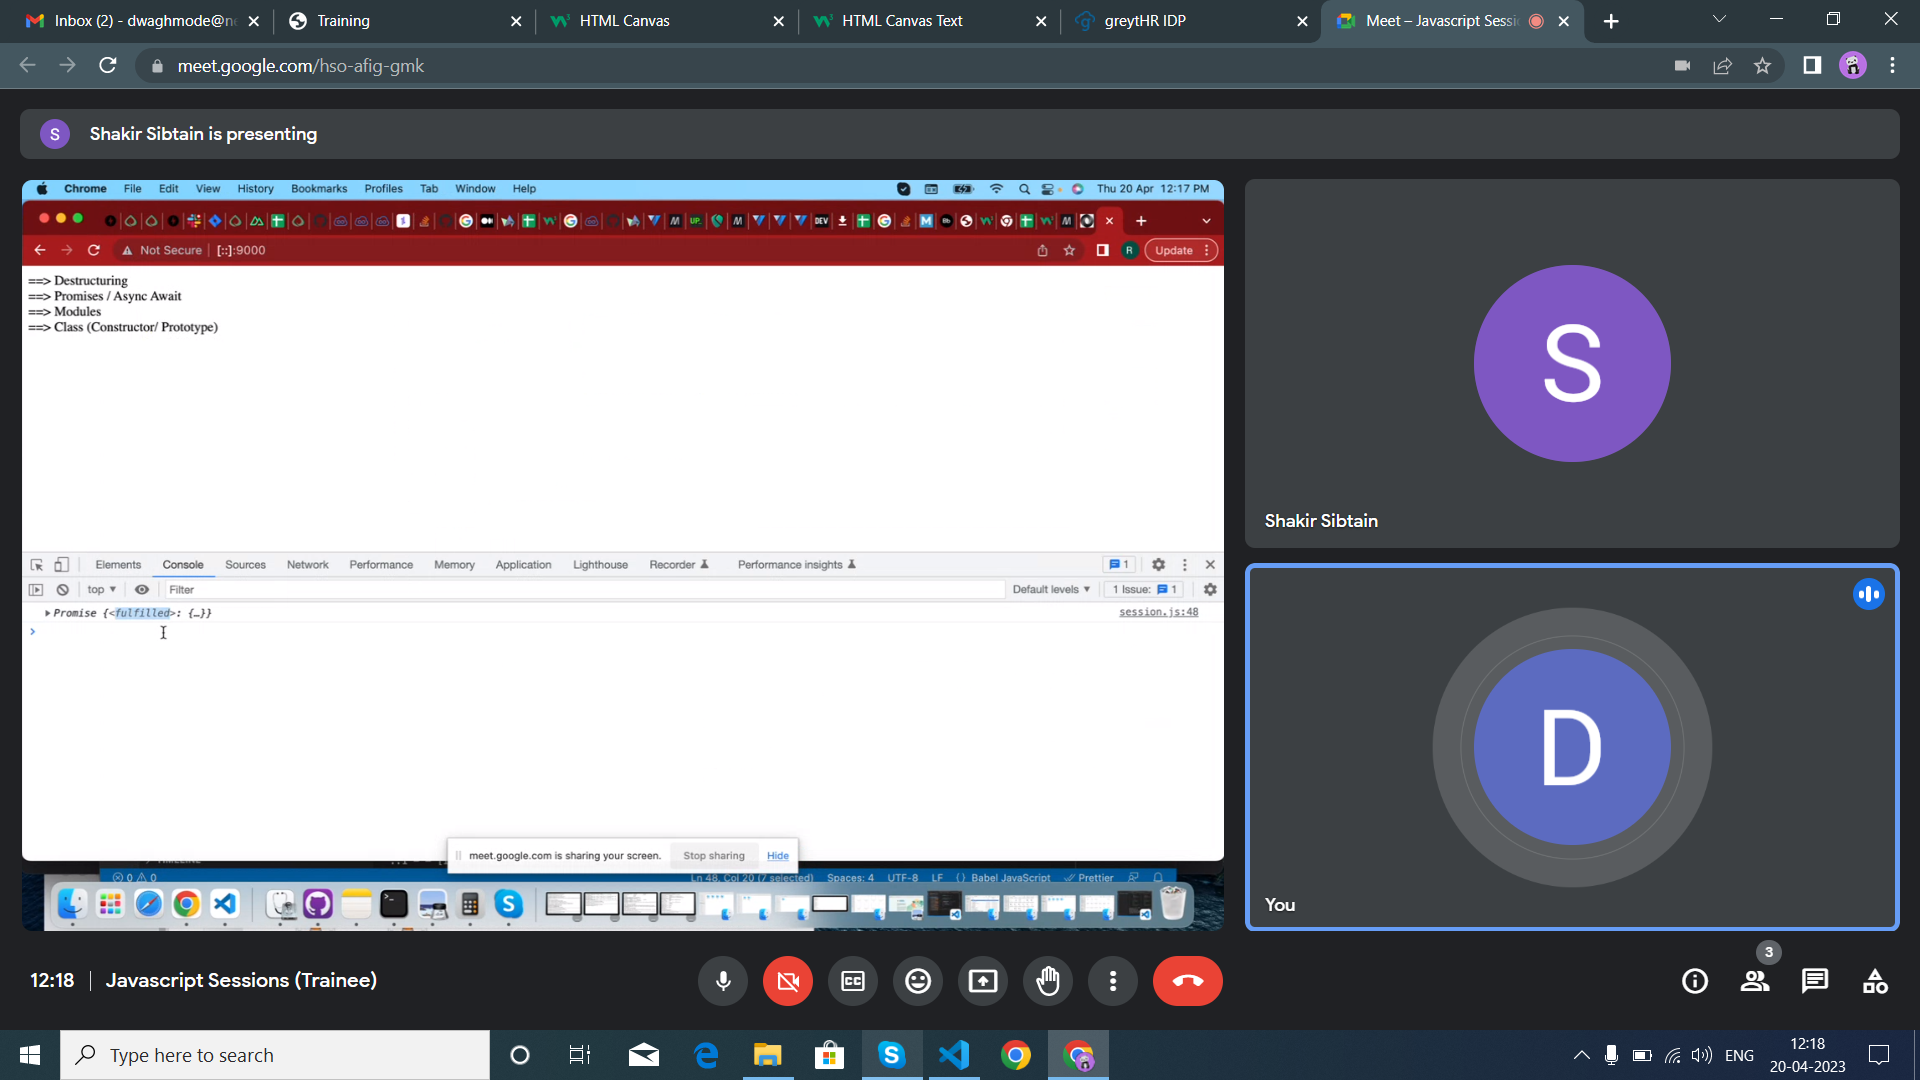 Inbox (2) - dwaghmode@ne
Training
HTML Canvas
HTML Canvas Text
greytHR IDP
Meet – Javascript Sessi
meet.google.com/hso-afig-gmk
S
Shakir Sibtain is presenting
Chrome File Edit View History Bookmarks Profiles Tab Window Help
Thu 20 Apr 12:17 PM
Not Secure [::]:9000
R
Update
==> Destructuring
==> Promises / Async Await
==> Modules
==> Class (Constructor/ Prototype)
Elements Console Sources Network Performance Memory Application Lighthouse Recorder Performance insights
1
top
Filter
Default levels
1 Issue: 1
Promise {<fulfilled>: {…}}
session.js:48
>
meet.google.com is sharing your screen. Stop sharing Hide
0 0
Ln 48, Col 20 (7 selected) Spaces: 4 UTF-8 LF {} Babel JavaScript Prettier
S
Shakir Sibtain
D
You
12:18 | Javascript Sessions (Trainee)
3
Type here to search
ENG
12:18
20-04-2023